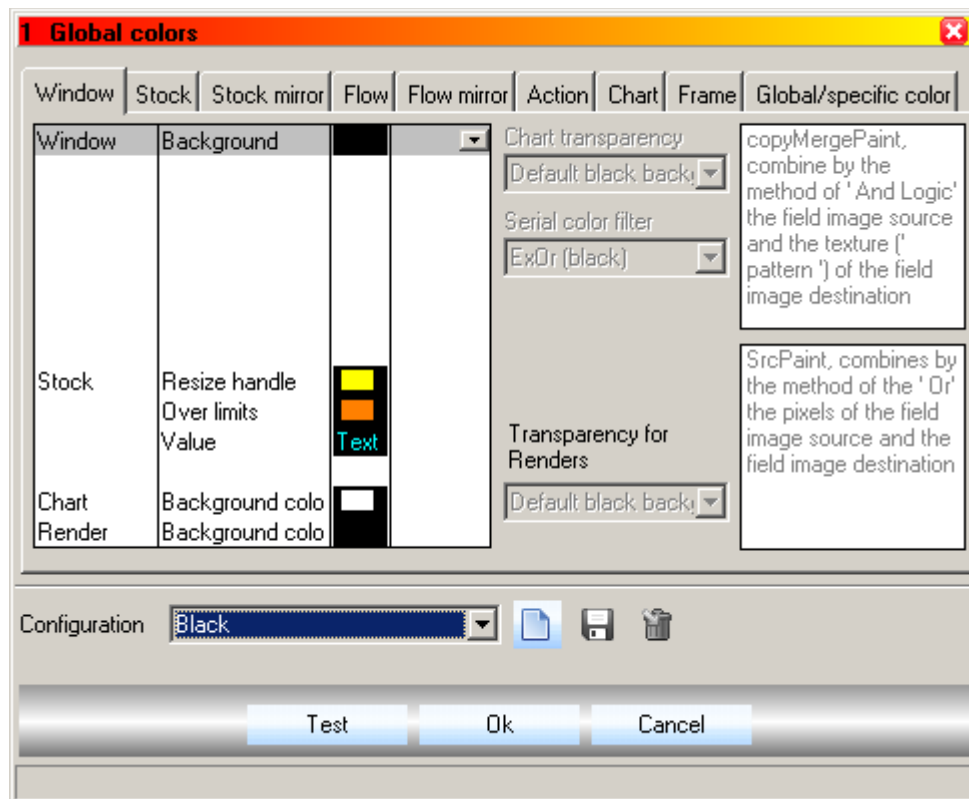 1 Global colors
Window Stock Stock mirror Flow Flow mirror Action Chart Frame Global/specific color
Window Background
Stock Resize handle
Over limits
Value Text
Chart Background colo
Render Background colo
Chart transparency
Default black back
Serial color filter
ExOr (black)
Transparency for
Renders
Default black back
copyMergePaint,
combine by the
method of ' And Logic'
the field image source
and the texture ('
pattern ') of the field
image destination
SrcPaint, combines by
the method of the ' Or'
the pixels of the field
image source and the
field image destination
Configuration Black
Test Ok Cancel